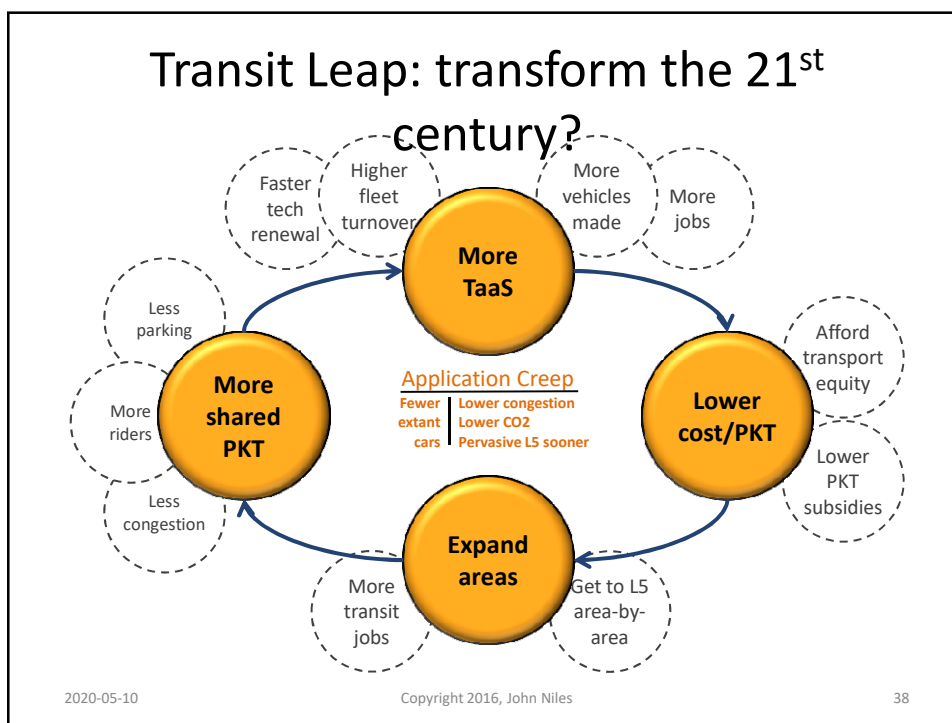 Transit Leap: transform the 21st
century?
Faster
tech
renewal
Higher
fleet
turnover
More
TaaS
More
vehicles
made
More
jobs
Less
parking
More
riders
Less
congestion
More
shared
PKT
Application Creep
Fewer
extant
cars
Lower congestion
Lower CO2
Pervasive L5 sooner
Lower
cost/PKT
Afford
transport
equity
Lower
PKT
subsidies
More
transit
jobs
Expand
areas
Get to L5
area-by-
area
2020-05-10
Copyright 2016, John Niles
38